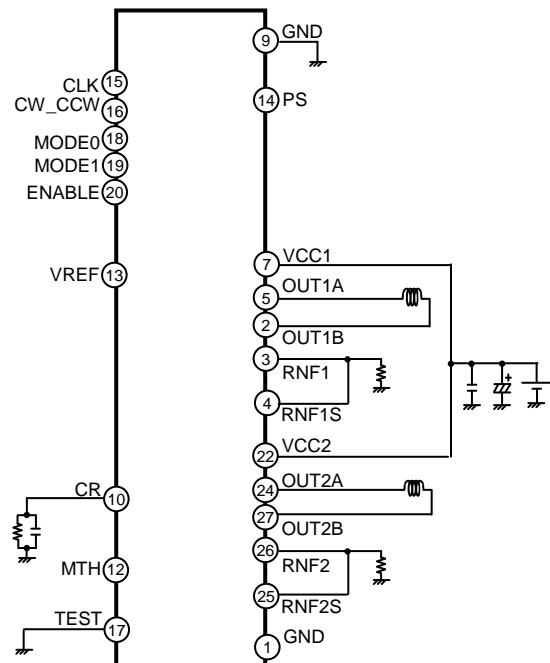 9 GND
15 CLK
14 PS
CW_CCW 16
MODE0 18
MODE1 19
ENABLE 20
7 VCC1
VREF 13
5 OUT1A
2 OUT1B
3 RNF1
4 RNF1S
22 VCC2
+
24 OUT2A
CR 10
27 OUT2B
26 RNF2
MTH 12
25 RNF2S
TEST 17
1 GND